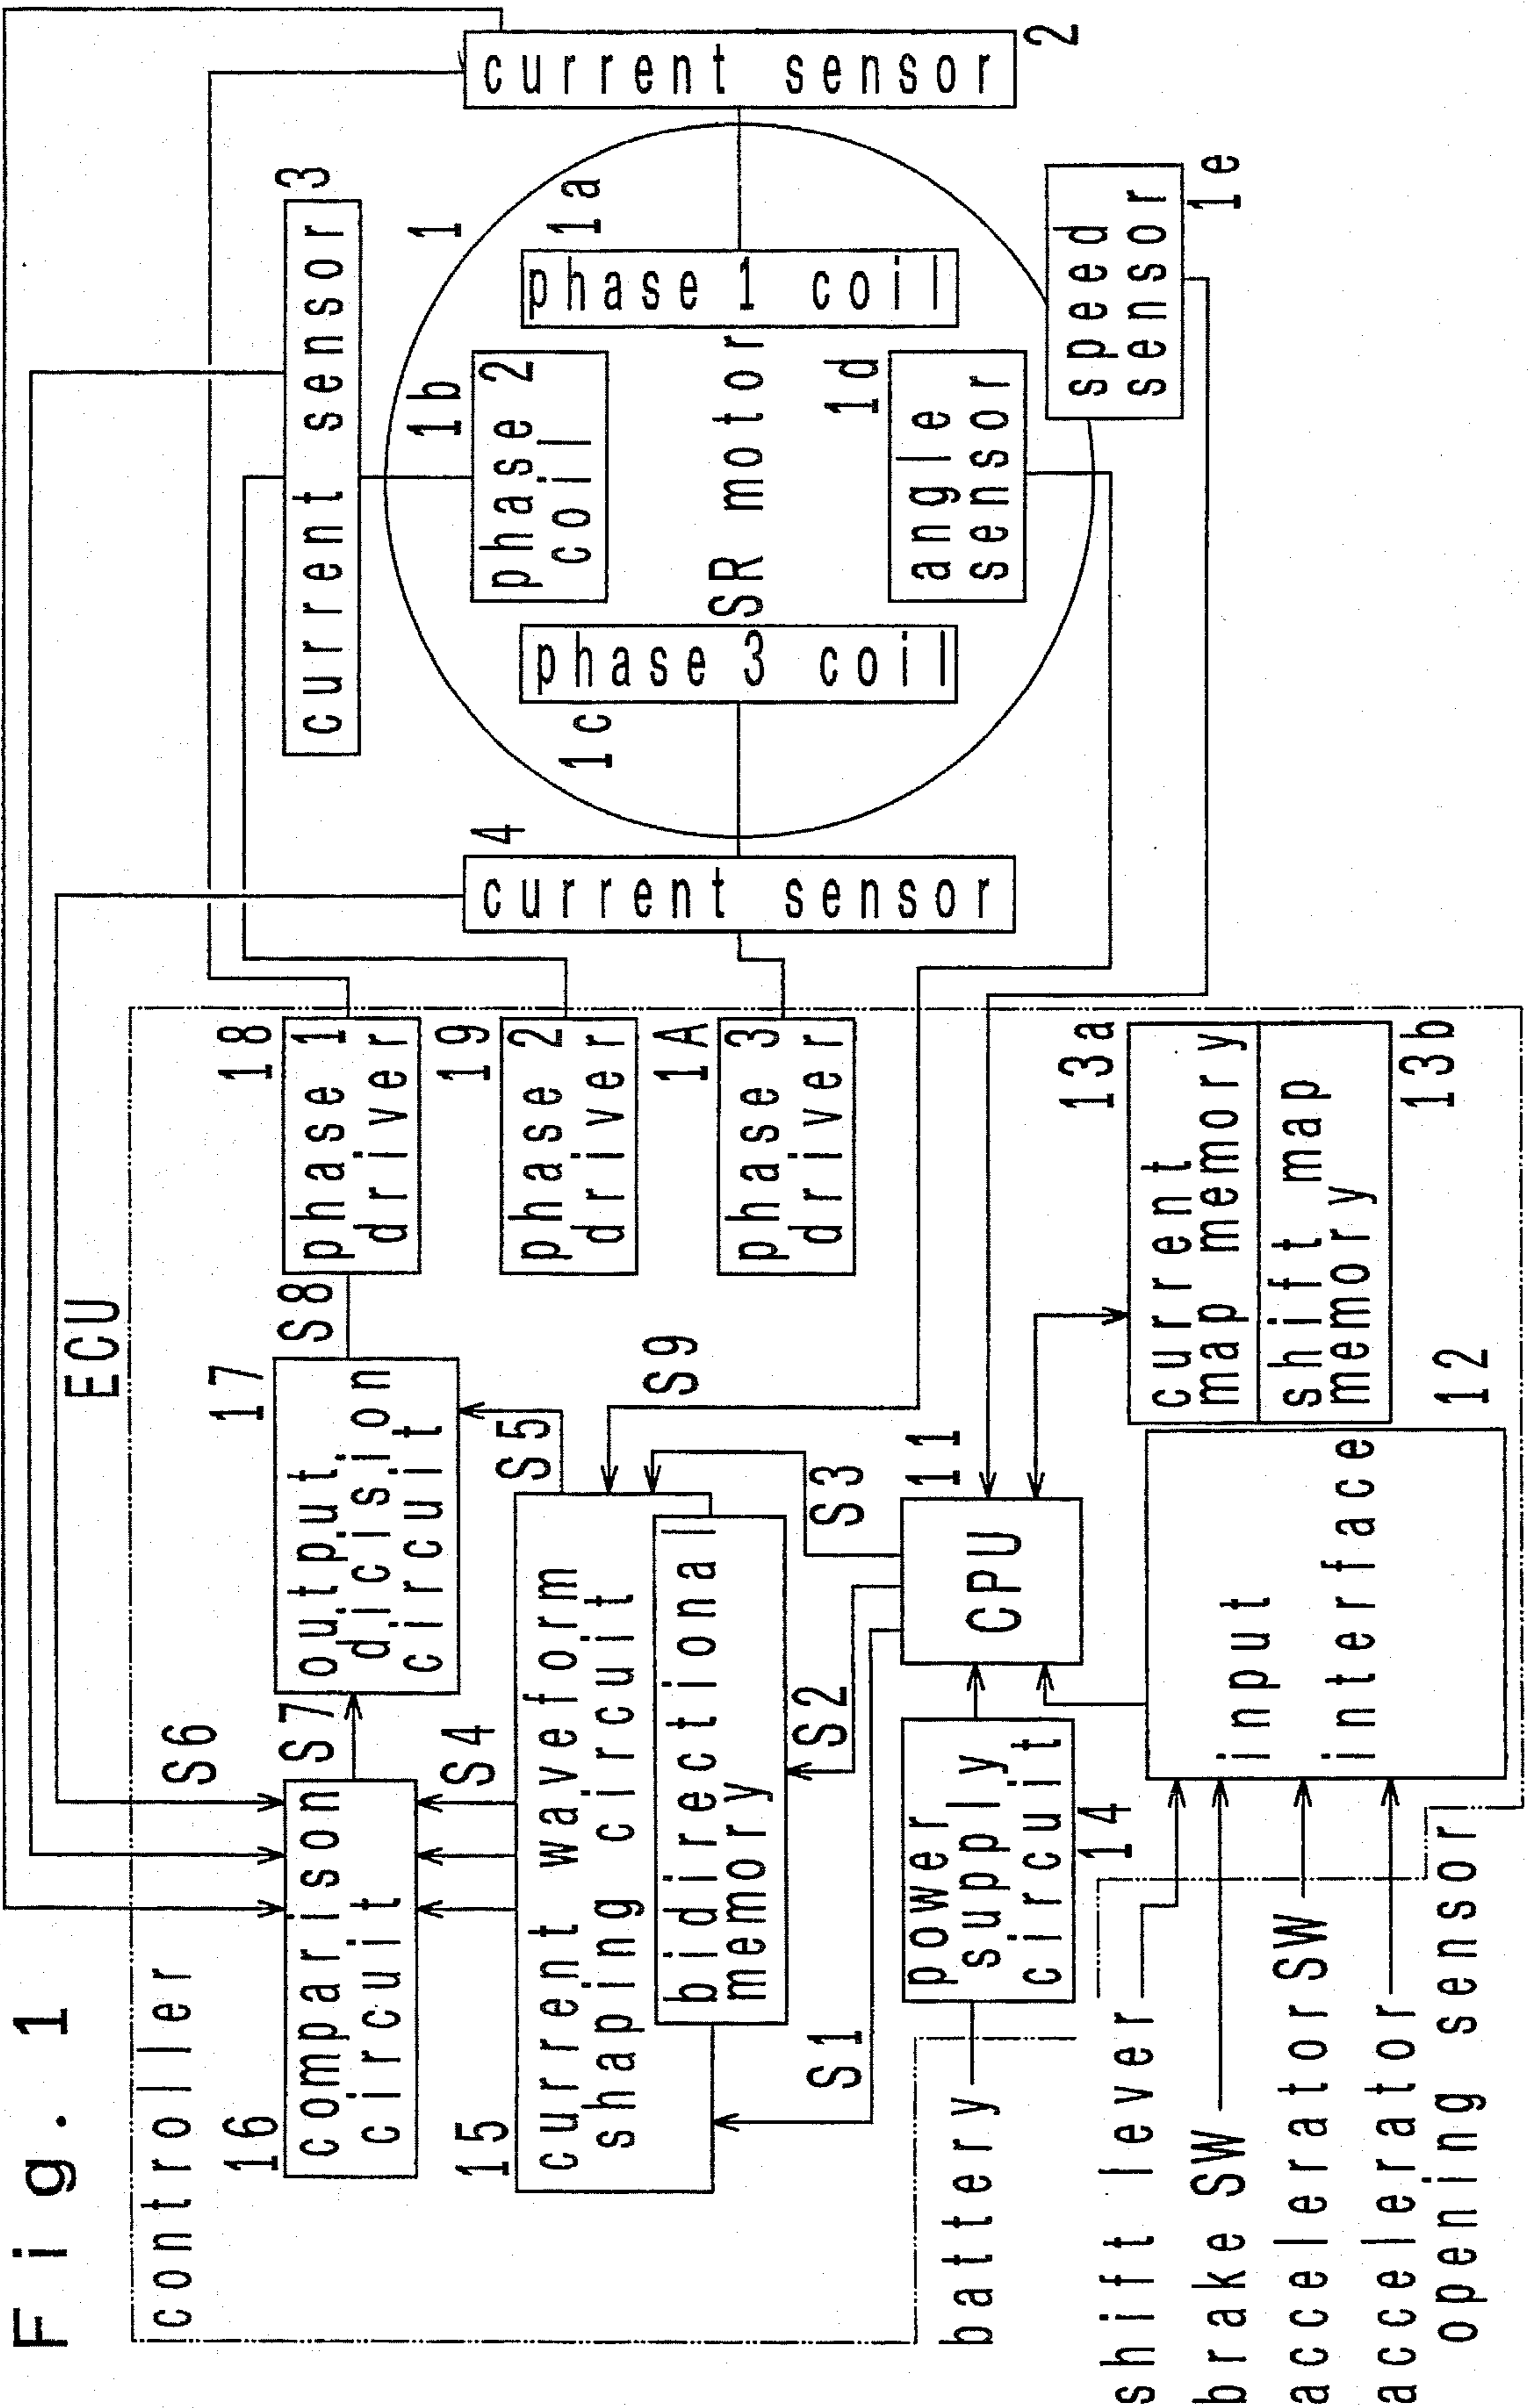 Fig. 1
controller
ECU
16
comparison
circuit
S6
S7
17
output
dicision
circuit
S8
18
phase 1
driver
19
phase 2
driver
1A
phase 3
driver
15
current waveform
shaping circuit
bidirectional
memory
S4
S5
S9
S1
S2
S3
11
CPU
power
supply
circuit
14
battery
shift lever
brake SW
accelerator SW
accelerator
opening sensor
input
interface
12
13a
current
map memory
shift map
memory
13b
current sensor
4
current sensor
3
current sensor
2
1
SR motor
1a
phase 1 coil
1b
phase 2
coil
1c
phase 3 coil
1d
angle
sensor
speed
sensor
1e